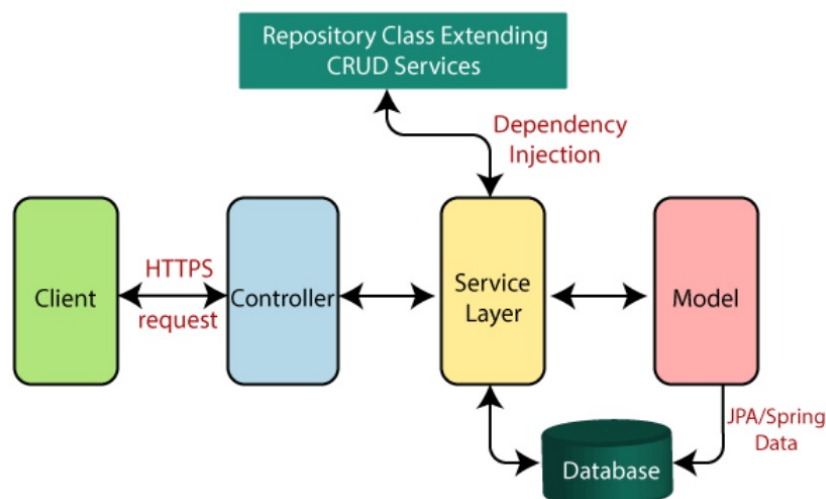 Repository Class Extending
CRUD Services
Dependency
Injection
Client
HTTPS
request
Controller
Service
Layer
Model
JPA/Spring
Data
Database